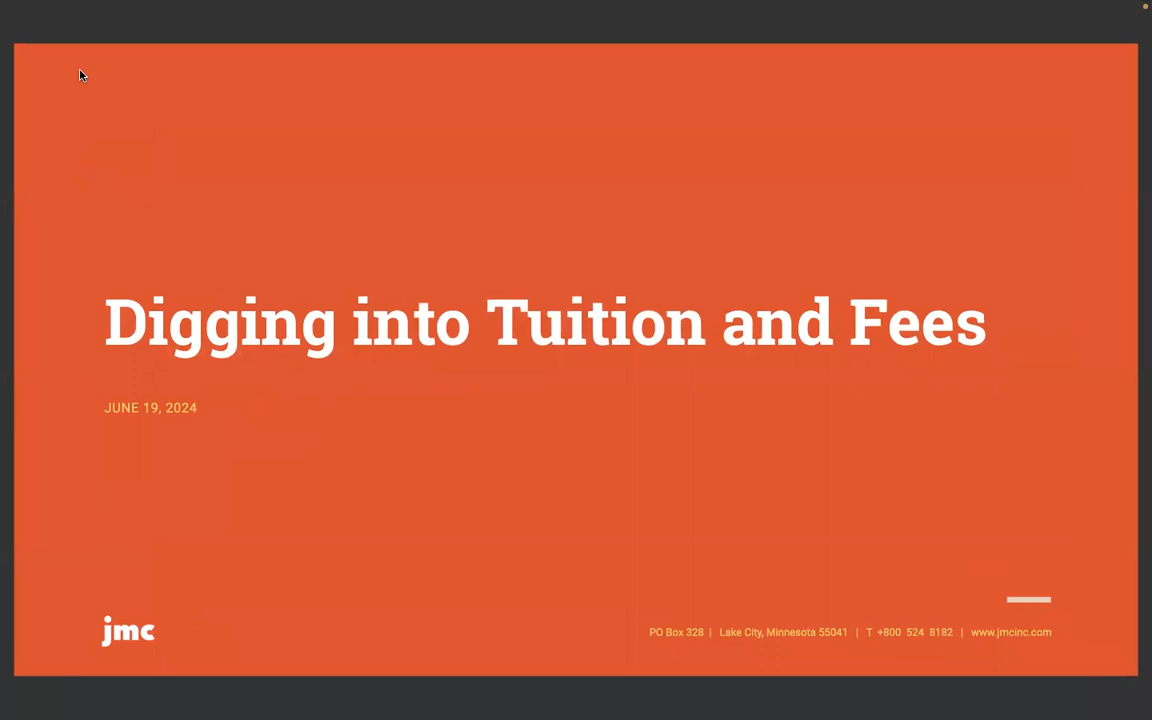 Digging into Tuition and Fees
JUNE 19, 2024
jmc
PO Box 328 | Lake City, Minnesota 55041 | T +800 524 8182 | www.jmcinc.com